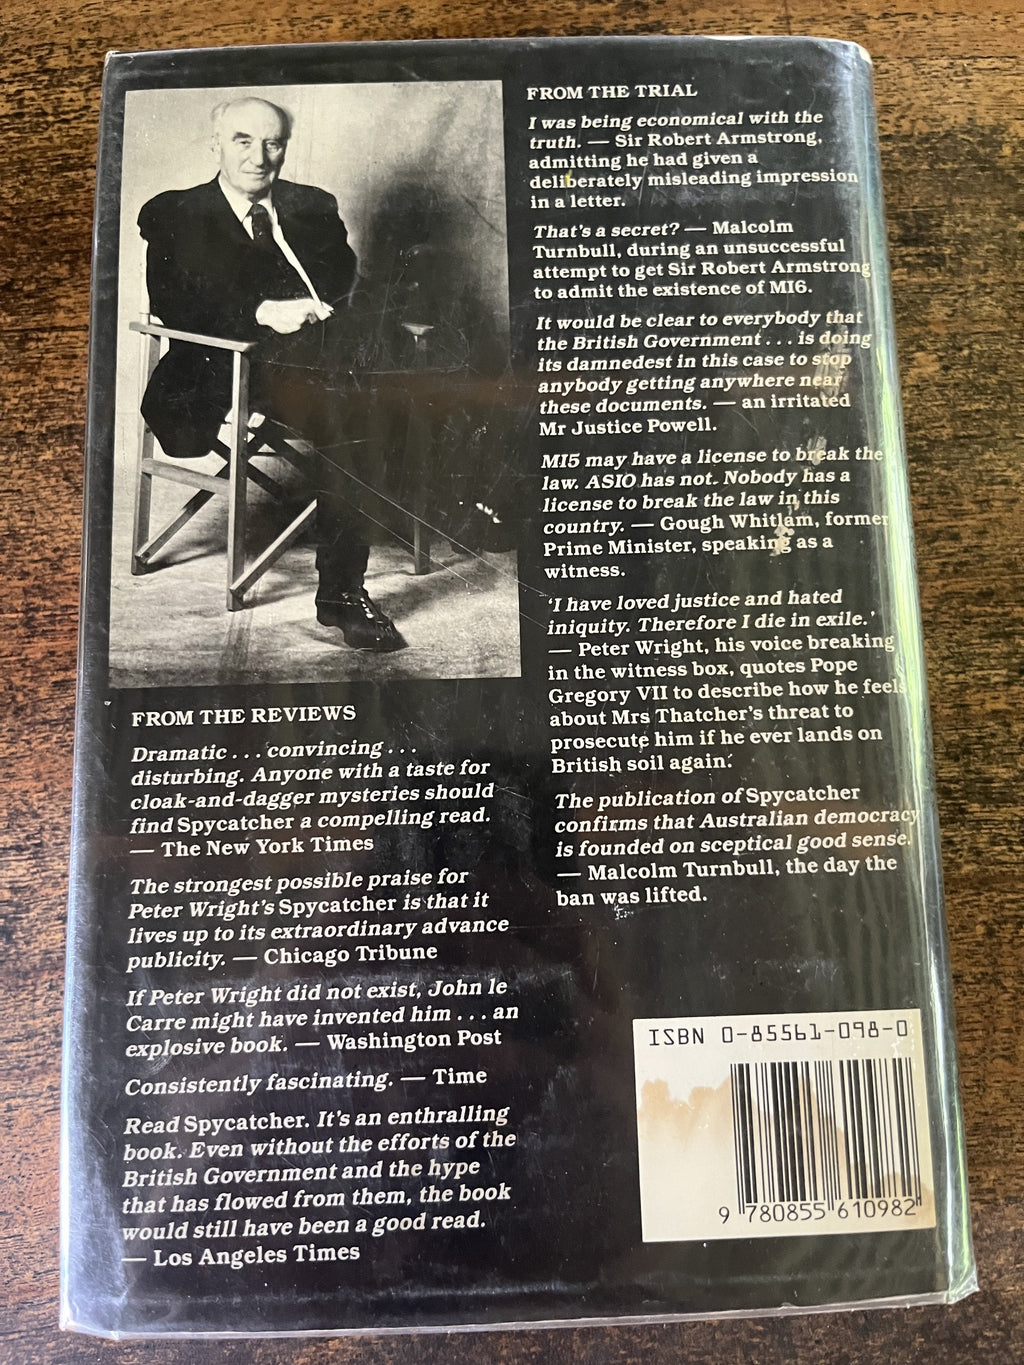 FROM THE TRIAL
I was being economical with the
truth. — Sir Robert Armstrong,
admitting he had given a
deliberately misleading impression
in a letter.
That's a secret? — Malcolm
Turnbull, during an unsuccessful
attempt to get Sir Robert Armstrong
to admit the existence of MI6.
It would be clear to everybody that
the British Government . . . is doing
its damnedest in this case to stop
anybody getting anywhere near
these documents. — an irritated
Mr Justice Powell.
MI5 may have a license to break the
law. ASIO has not. Nobody has a
license to break the law in this
country. — Gough Whitlam, former
Prime Minister, speaking as a
witness.
'I have loved justice and hated
iniquity. Therefore I die in exile.'
— Peter Wright, his voice breaking
in the witness box, quotes Pope
Gregory VII to describe how he feels
about Mrs Thatcher's threat to
prosecute him if he ever lands on
British soil again.'
The publication of Spycatcher
confirms that Australian democracy
is founded on sceptical good sense.
— Malcolm Turnbull, the day the
ban was lifted.
FROM THE REVIEWS
Dramatic . . . convincing . . .
disturbing. Anyone with a taste for
cloak-and-dagger mysteries should
find Spycatcher a compelling read.
— The New York Times
The strongest possible praise for
Peter Wright's Spycatcher is that it
lives up to its extraordinary advance
publicity. — Chicago Tribune
If Peter Wright did not exist, John le
Carre might have invented him . . . an
explosive book. — Washington Post
Consistently fascinating. — Time
Read Spycatcher. It's an enthralling
book. Even without the efforts of the
British Government and the hype
that has flowed from them, the book
would still have been a good read.
— Los Angeles Times
ISBN 0-85561-098-0
9 780855 610982